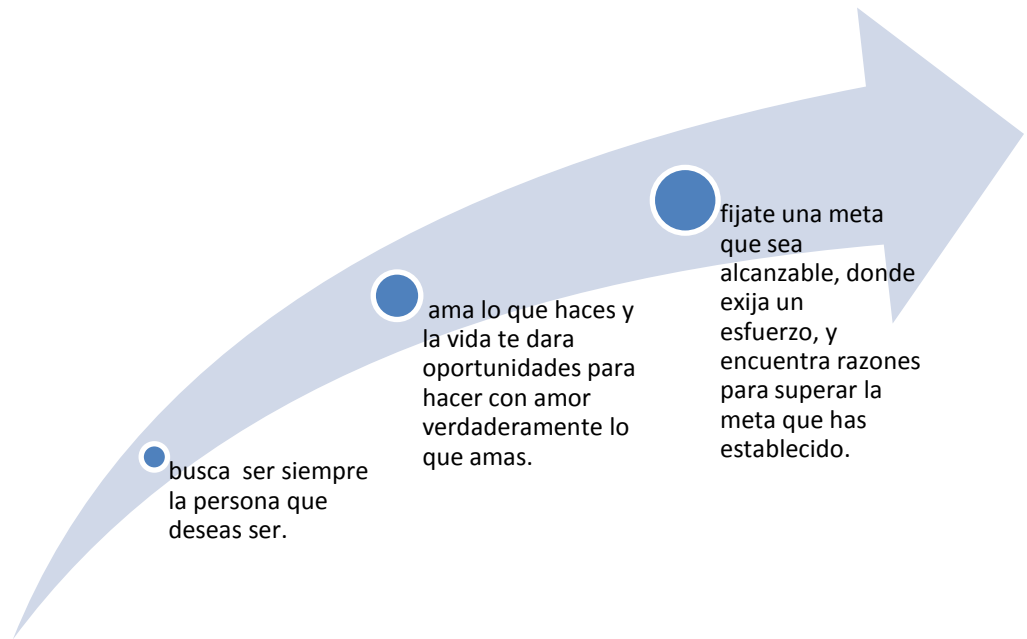 busca  ser siempre
la persona que
deseas ser.
ama lo que haces y
la vida te dara
oportunidades para
hacer con amor
verdaderamente lo
que amas.
fijate una meta
que sea
alcanzable, donde
exija un
esfuerzo, y
encuentra razones
para superar la
meta que has
establecido.